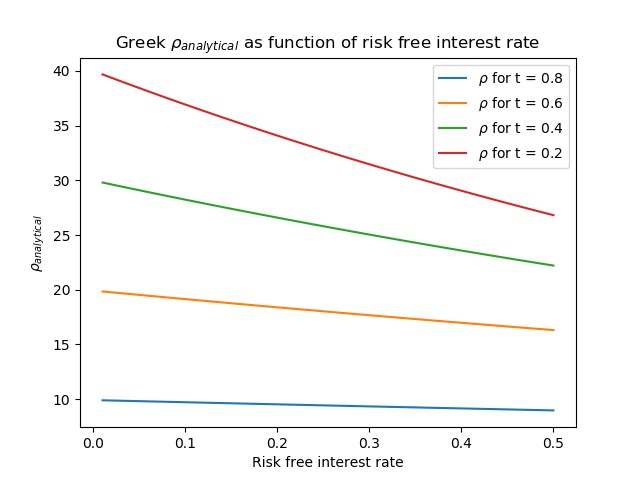 Greek ρanalytical as function of risk free interest rate
ρ for t = 0.8
ρ for t = 0.6
ρ for t = 0.4
ρ for t = 0.2
40
35
30
25
20
15
10
ρanalytical
0.0 0.1 0.2 0.3 0.4 0.5
Risk free interest rate